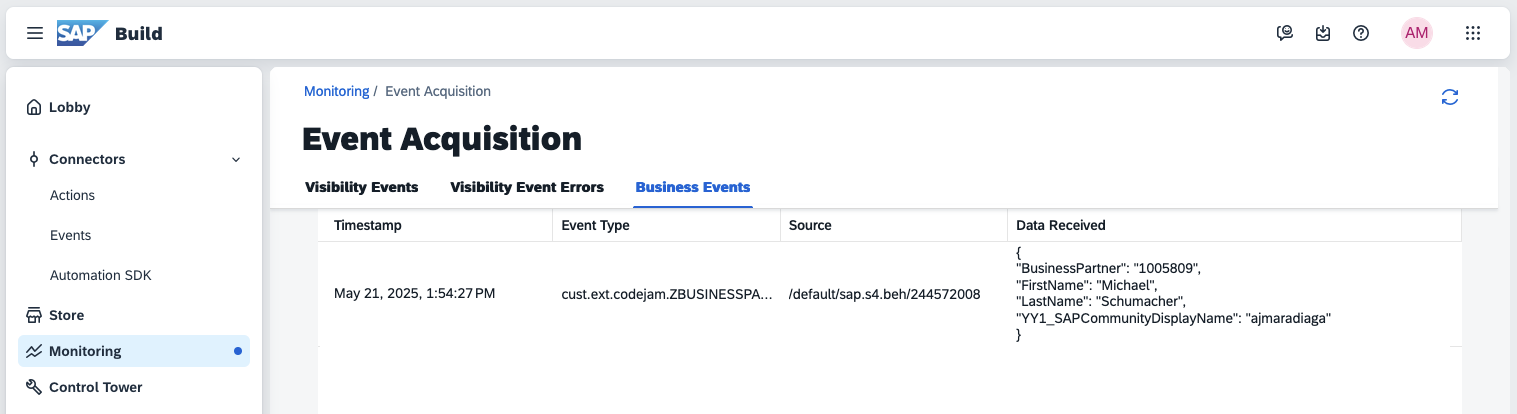 SAP Build
AM
Lobby
Connectors
Actions
Events
Automation SDK
Store
Monitoring
Control Tower
Monitoring / Event Acquisition
Event Acquisition
Visibility Events Visibility Event Errors Business Events
Timestamp Event Type Source Data Received
May 21, 2025, 1:54:27 PM cust.ext.codejam.ZBUSINESSPA... /default/sap.s4.beh/244572008
{
"BusinessPartner": "1005809",
"FirstName": "Michael",
"LastName": "Schumacher",
"YY1_SAPCommunityDisplayName": "ajmaradiaga"
}